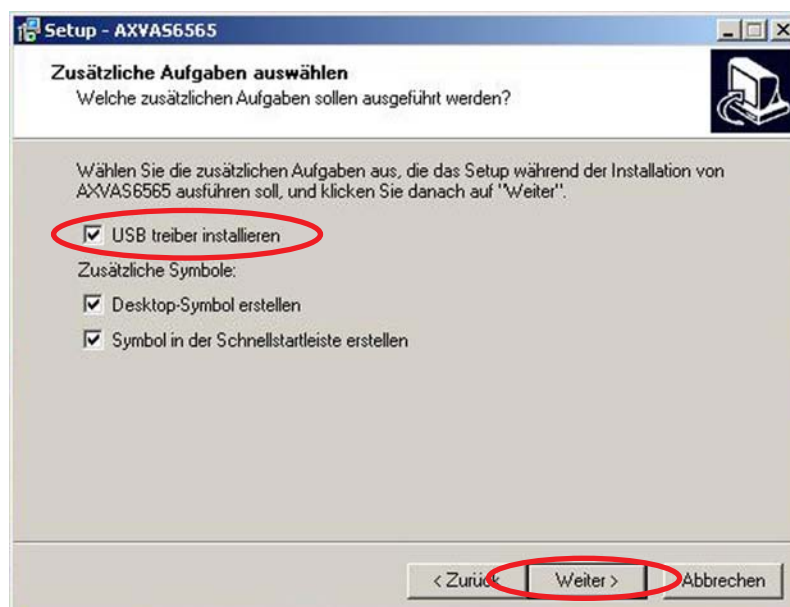 Setup - AXVAS6565
Zusätzliche Aufgaben auswählen
Welche zusätzlichen Aufgaben sollen ausgeführt werden?
Wählen Sie die zusätzlichen Aufgaben aus, die das Setup während der Installation von
AXVAS6565 ausführen soll, und klicken Sie danach auf "Weiter".
USB treiber installieren
Zusätzliche Symbole:
Desktop-Symbol erstellen
Symbol in der Schnellstartleiste erstellen
< Zurück Weiter > Abbrechen